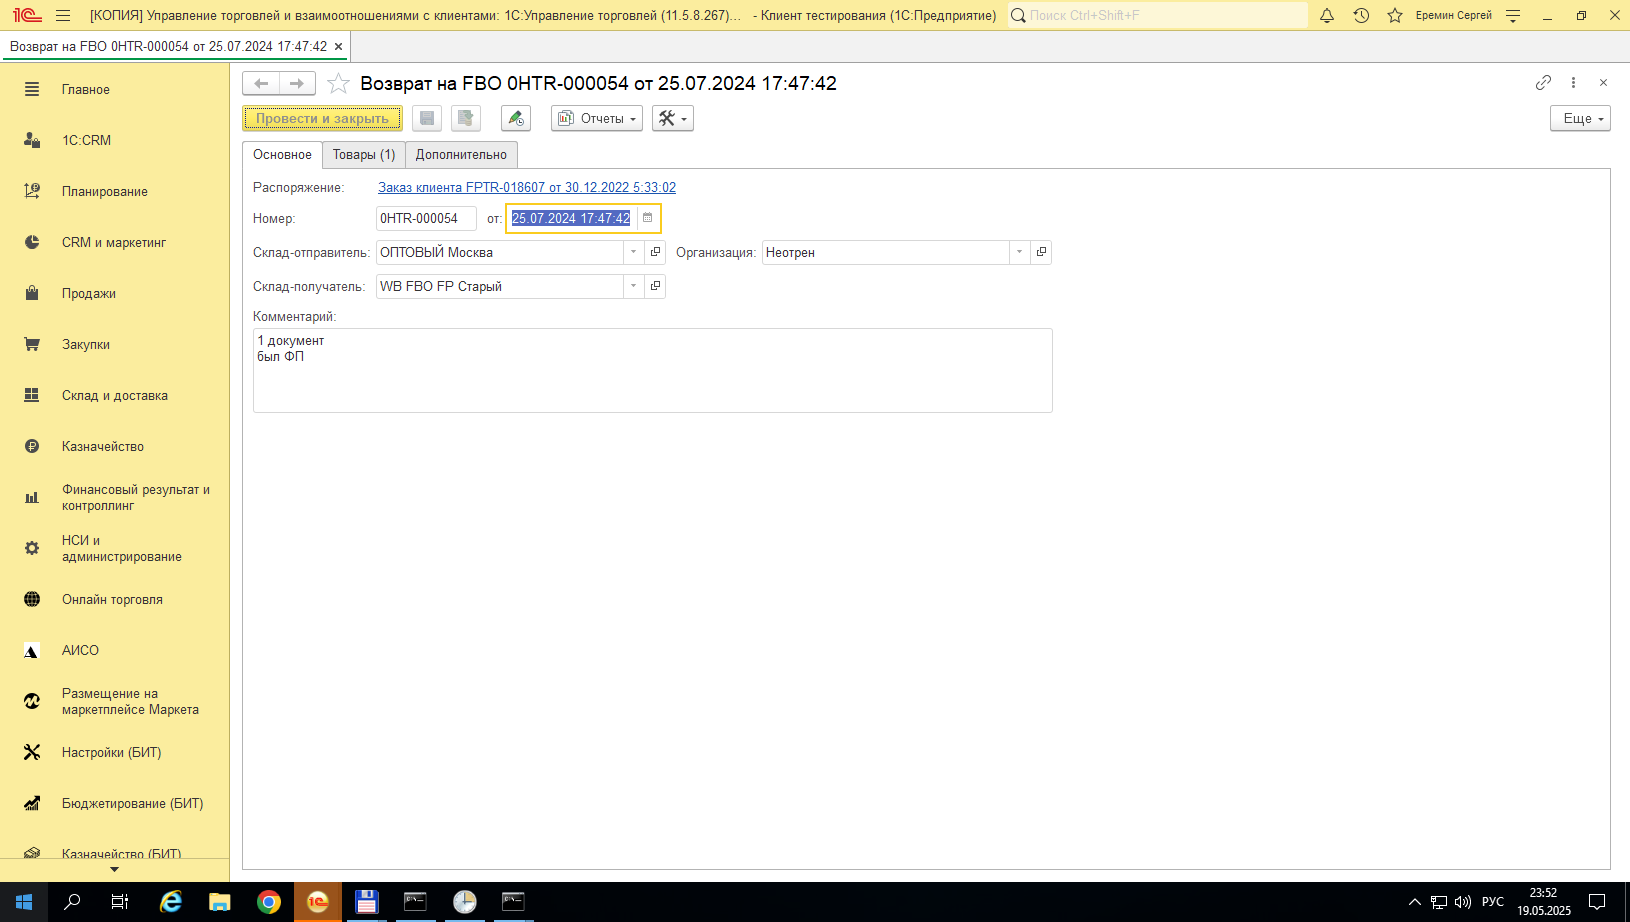 [КОПИЯ] Управление торговлей и взаимоотношениями с клиентами: 1С:Управление торговлей (11.5.8.267)... - Клиент тестирования (1С:Предприятие)
Поиск Ctrl+Shift+F
Еремин Сергей
Возврат на FBO 0HTR-000054 от 25.07.2024 17:47:42
Главное
1С:CRM
Планирование
CRM и маркетинг
Продажи
Закупки
Склад и доставка
Казначейство
Финансовый результат и
контроллинг
НСИ и
администрирование
Онлайн торговля
АИСО
Размещение на
маркетплейсе Маркета
Настройки (БИТ)
Бюджетирование (БИТ)
Казначейство (БИТ)
Возврат на FBO 0HTR-000054 от 25.07.2024 17:47:42
Провести и закрыть
Отчеты
Еще
Основное
Товары (1)
Дополнительно
Распоряжение: Заказ клиента FPTR-018607 от 30.12.2022 5:33:02
Номер: 0HTR-000054 от: 25.07.2024 17:47:42
Склад-отправитель: ОПТОВЫЙ Москва Организация: Неотрен
Склад-получатель: WB FBO FP Старый
Комментарий:
1 документ
был ФП
РУС
23:52
19.05.2025